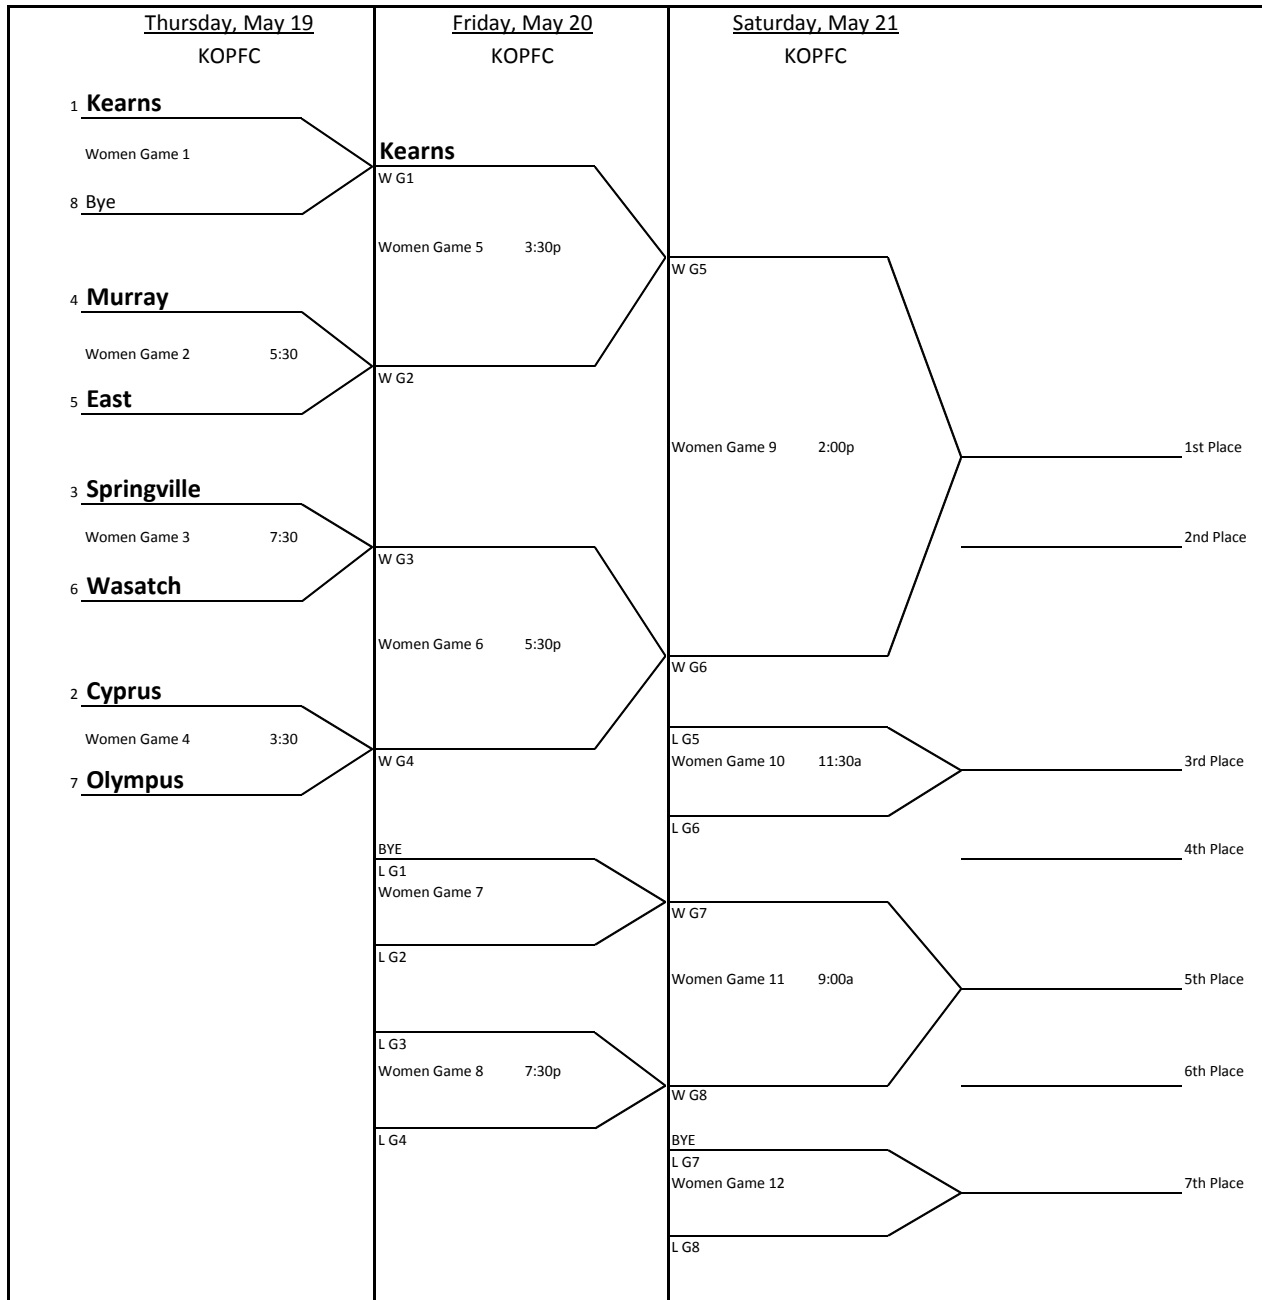 Thursday, May 19
KOPFC
1 Kearns
Women Game 1
8 Bye
4 Murray
Women Game 2 5:30
5 East
3 Springville
Women Game 3 7:30
6 Wasatch
2 Cyprus
Women Game 4 3:30
7 Olympus
Friday, May 20
KOPFC
Kearns
W G1
Women Game 5 3:30p
W G2
W G3
Women Game 6 5:30p
W G4
BYE
L G1
Women Game 7
L G2
L G3
Women Game 8 7:30p
L G4
Saturday, May 21
KOPFC
W G5
Women Game 9 2:00p
W G6
L G5
Women Game 10 11:30a
L G6
W G7
Women Game 11 9:00a
W G8
BYE
L G7
Women Game 12
L G8
1st Place
2nd Place
3rd Place
4th Place
5th Place
6th Place
7th Place